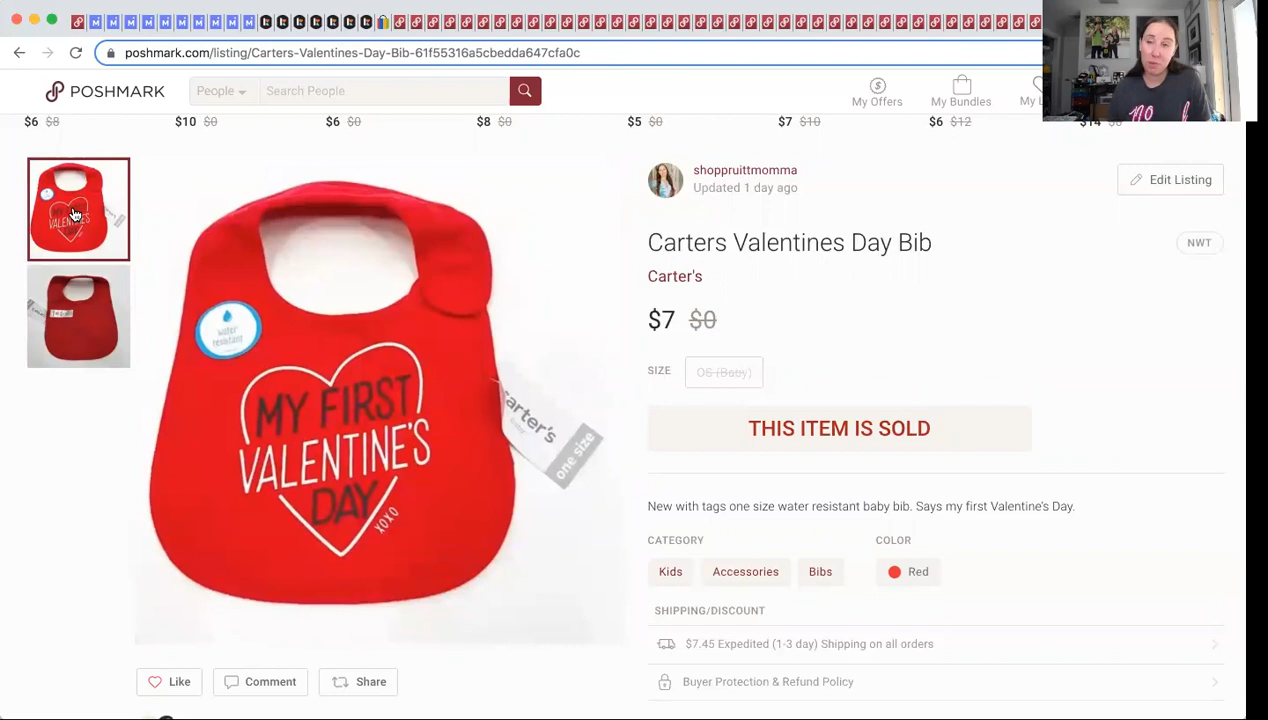 poshmark.com/listing/Carters-Valentines-Day-Bib-61f55316a5cbedda647cfa0c
POSHMARK
People
Search People
My Offers
My Bundles
My L
$6 $8
$10 $0
$6 $0
$8 $0
$5 $0
$7 $10
$6 $12
shoppruittmomma
Updated 1 day ago
Edit Listing
Carters Valentines Day Bib
NWT
Carter's
$7 $0
SIZE
OS (Baby)
THIS ITEM IS SOLD
New with tags one size water resistant baby bib. Says my first Valentine's Day.
CATEGORY
COLOR
Kids
Accessories
Bibs
Red
SHIPPING/DISCOUNT
$7.45 Expedited (1-3 day) Shipping on all orders
Buyer Protection & Refund Policy
water
resistant
MY FIRST
VALENTINE'S
DAY
XOXO
carter's
one size
Like
Comment
Share